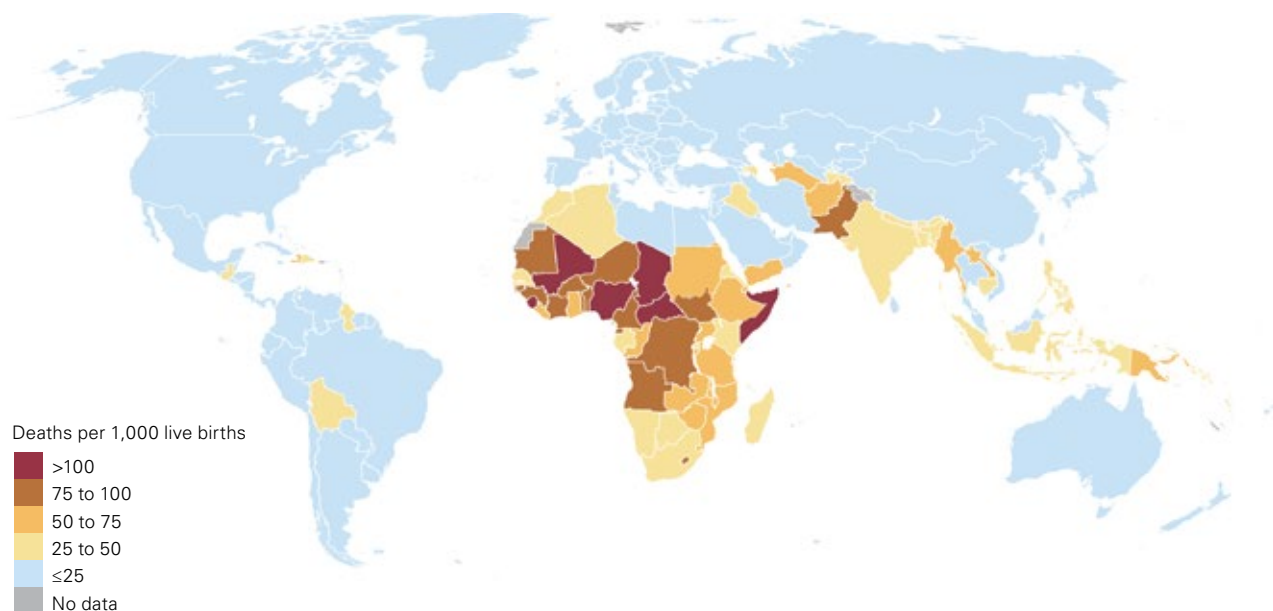 Deaths per 1,000 live births
>100
75 to 100
50 to 75
25 to 50
≤25
No data